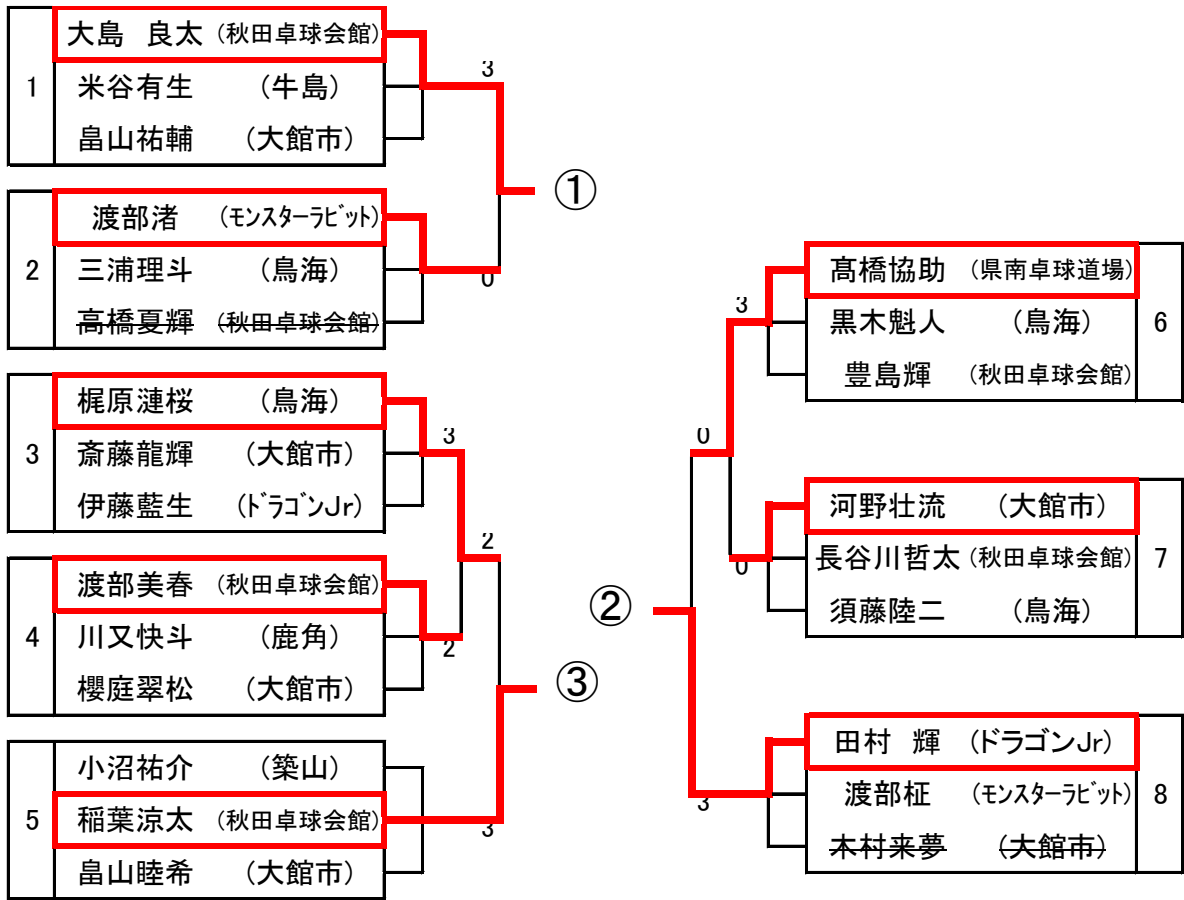 大島 良太 (秋田卓球会館)
1 米谷有生 (牛島)
畠山祐輔 (大館市)
3
①
渡部渚 (モンスターラビット)
2 三浦理斗 (鳥海)
高橋夏輝 (秋田卓球会館)
0
梶原漣桜 (鳥海)
3 斎藤龍輝 (大館市)
伊藤藍生 (ドラゴンJr)
3
2
渡部美春 (秋田卓球会館)
4 川又快斗 (鹿角)
櫻庭翠松 (大館市)
2
③
小沼祐介 (築山)
5 稲葉涼太 (秋田卓球会館)
畠山睦希 (大館市)
3
髙橋協助 (県南卓球道場)
黒木魁人 (鳥海) 6
豊島輝 (秋田卓球会館)
3
0
河野壮流 (大館市)
長谷川哲太 (秋田卓球会館) 7
須藤陸二 (鳥海)
0
②
田村 輝 (ドラゴンJr)
渡部柾 (モンスターラビット) 8
木村来夢 (大館市)
3